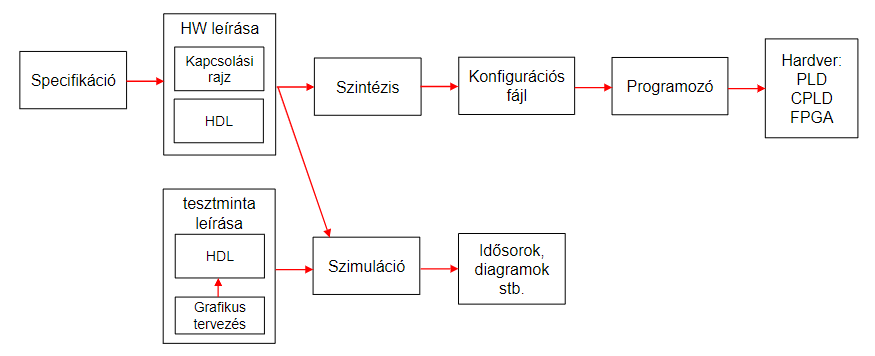 Specifikáció
HW leírása
Kapcsolási
rajz
HDL
Szintézis
Konfigurációs
fájl
Programozó
Hardver:
PLD
CPLD
FPGA
tesztminta
leírása
HDL
Grafikus
tervezés
Szimuláció
Idősorok,
diagramok
stb.